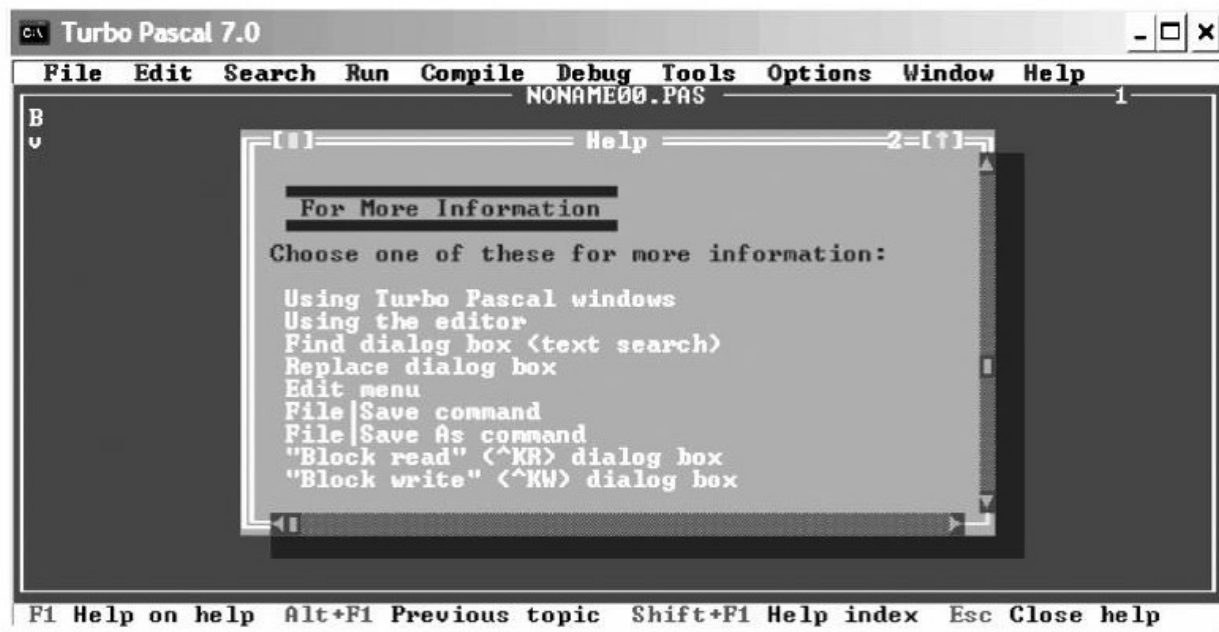 Turbo Pascal 7.0
File Edit Search Run Compile Debug Tools Options Window Help
NONAME00.PAS 1
B
v
Help 2=[↑]
For More Information
Choose one of these for more information:
Using Turbo Pascal windows
Using the editor
Find dialog box (text search)
Replace dialog box
Edit menu
File|Save command
File|Save As command
"Block read" (^KR) dialog box
"Block write" (^KW) dialog box
F1 Help on help Alt+F1 Previous topic Shift+F1 Help index Esc Close help